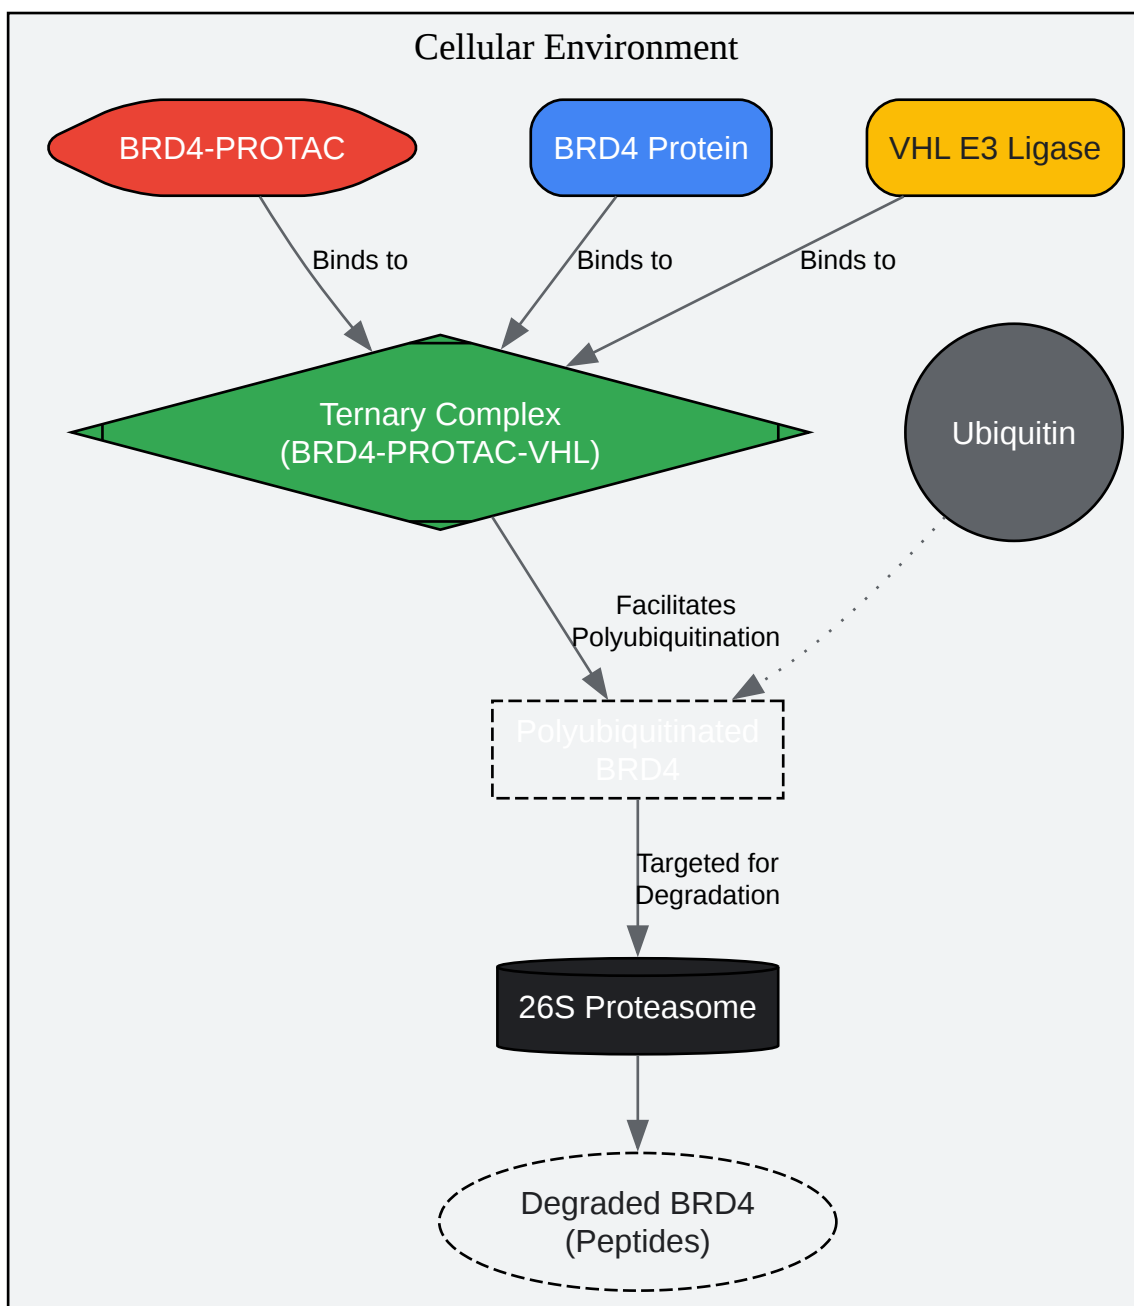 Cellular Environment
BRD4-PROTAC
BRD4 Protein
VHL E3 Ligase
Binds to
Binds to
Binds to
Ternary Complex
(BRD4-PROTAC-VHL)
Ubiquitin
Facilitates
Polyubiquitination
Polyubiquitinated
BRD4
Targeted for
Degradation
26S Proteasome
Degraded BRD4
(Peptides)